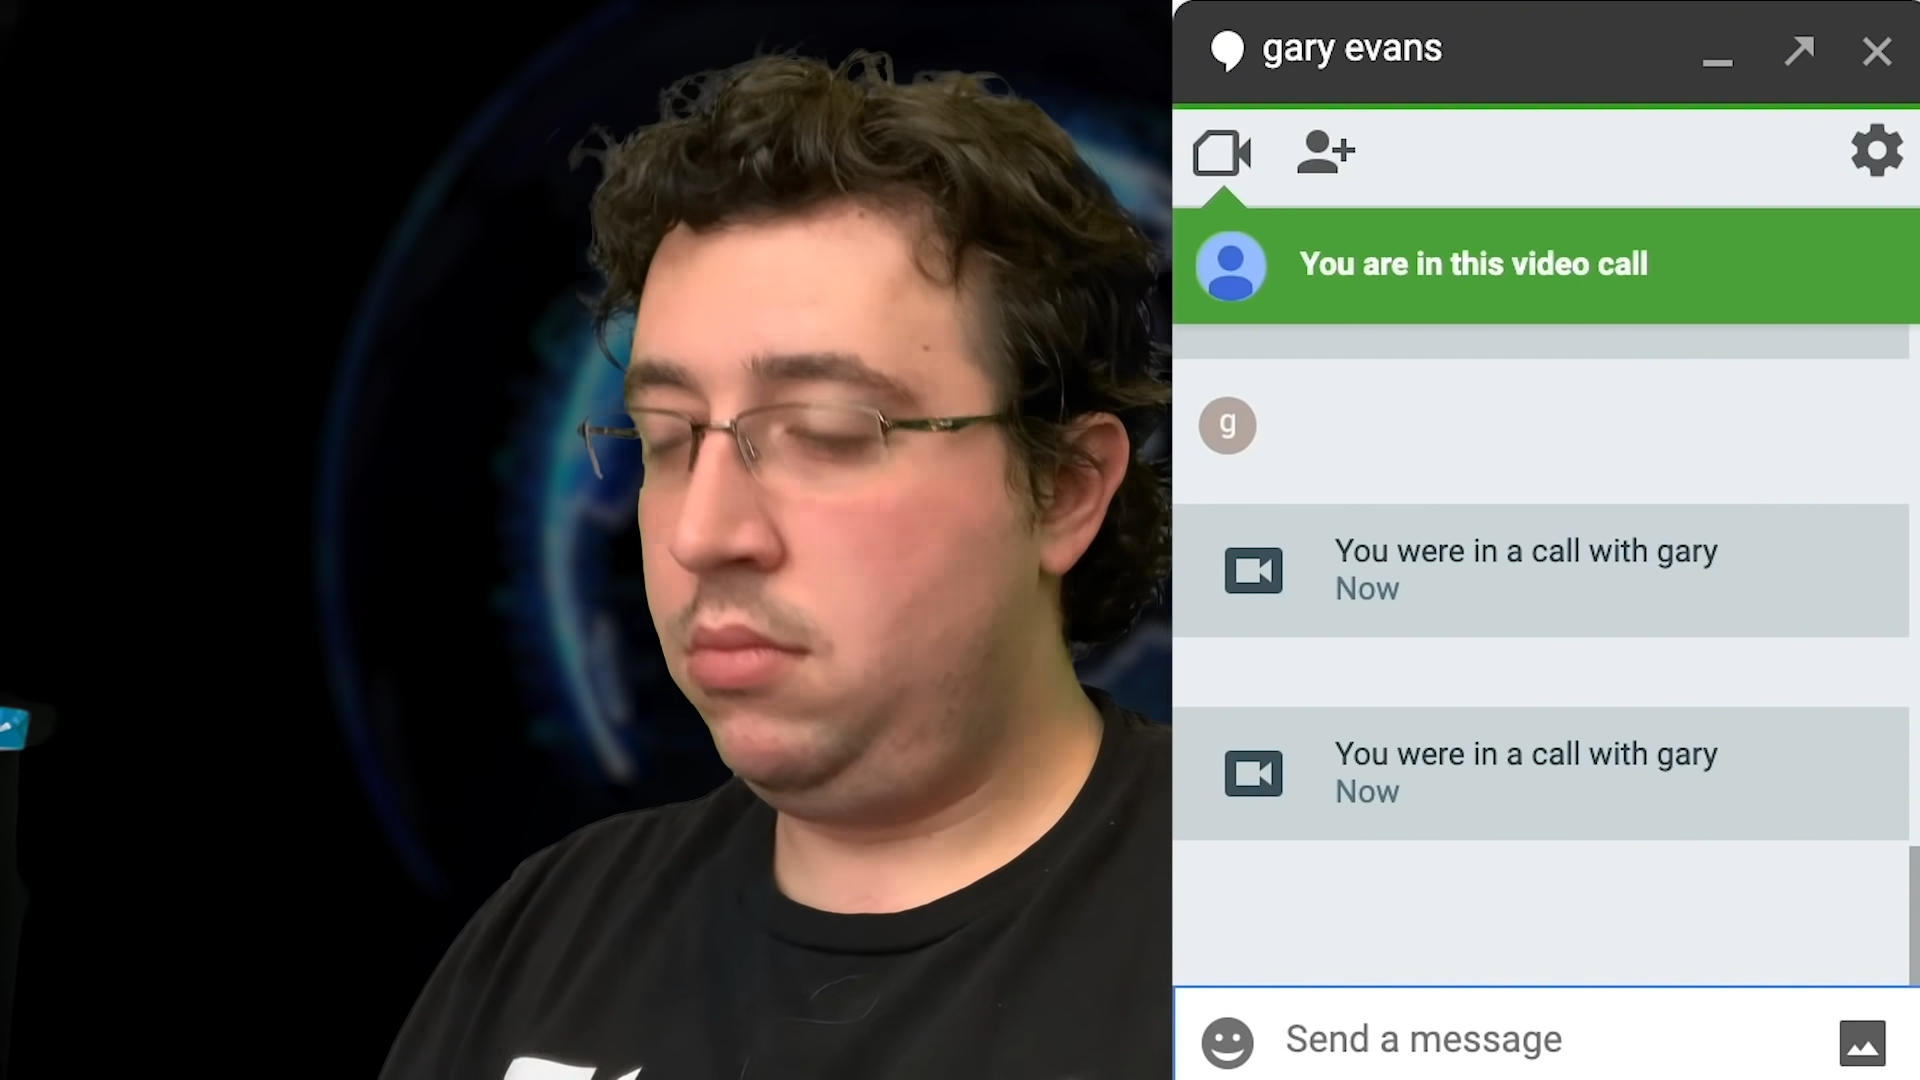 gary evans
You are in this video call
g
You were in a call with gary
Now
You were in a call with gary
Now
Send a message